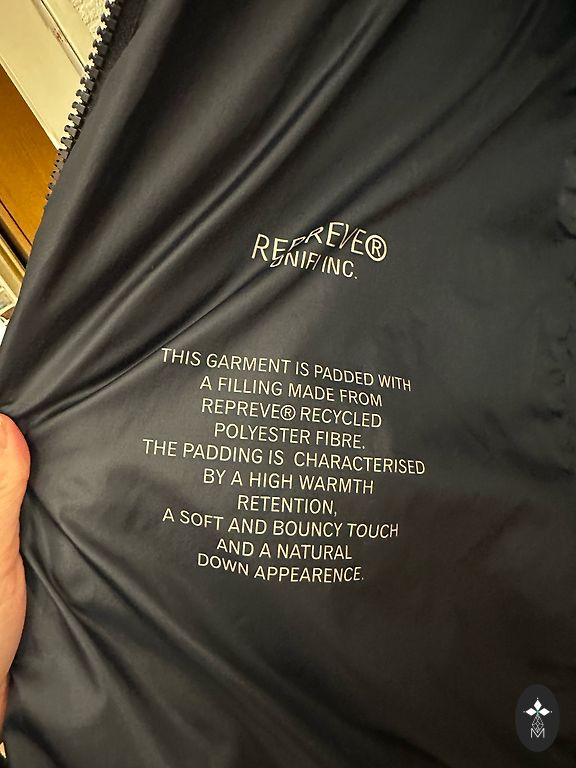 REPREVE®
UNIFI, INC.
THIS GARMENT IS PADDED WITH
A FILLING MADE FROM
REPREVE® RECYCLED
POLYESTER FIBRE.
THE PADDING IS CHARACTERISED
BY A HIGH WARMTH
RETENTION,
A SOFT AND BOUNCY TOUCH
AND A NATURAL
DOWN APPEARENCE.
M